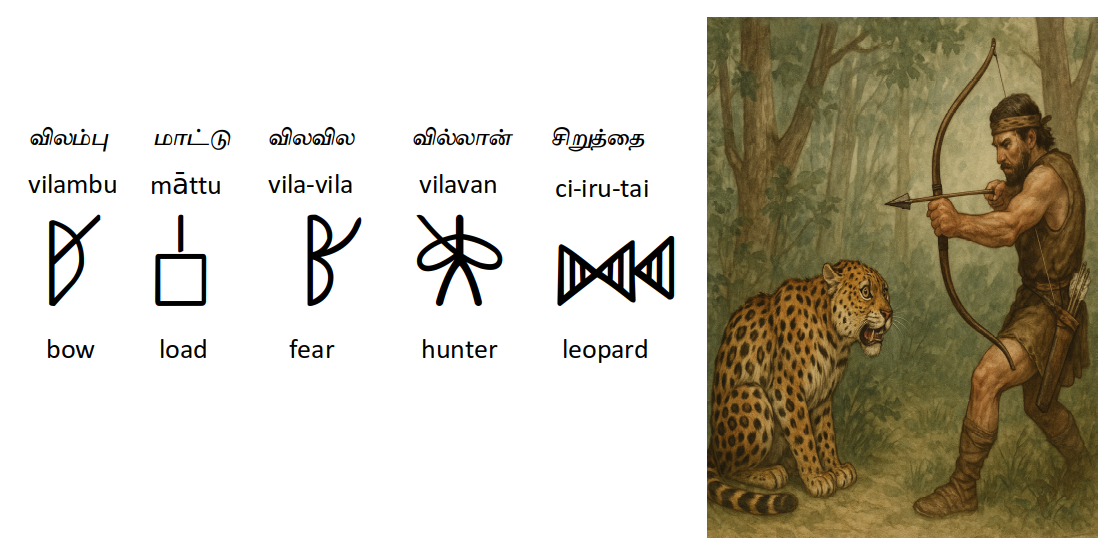 விலம்பு மாட்டு விலவில வில்லான் சிறுத்தை
vilambu māttu vila-vila vilavan ci-iru-tai
bow load fear hunter leopard